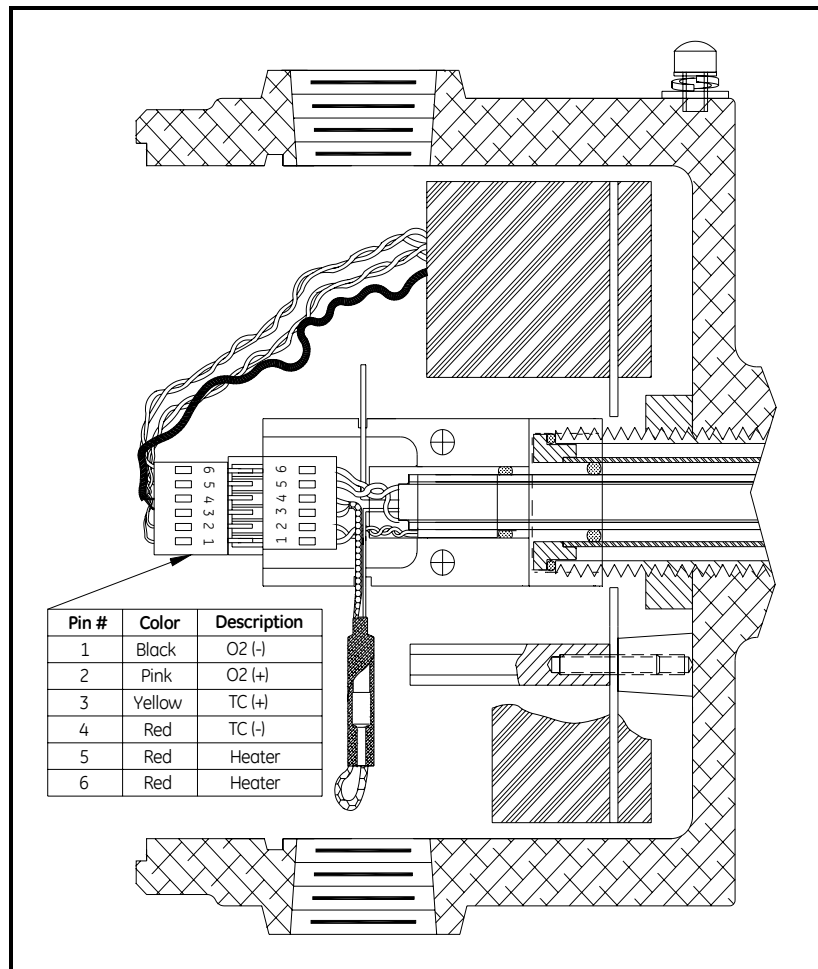 6 5 4 3 2 1
1 2 3 4 5 6
Pin # Color Description
1 Black O2 (-)
2 Pink O2 (+)
3 Yellow TC (+)
4 Red TC (-)
5 Red Heater
6 Red Heater